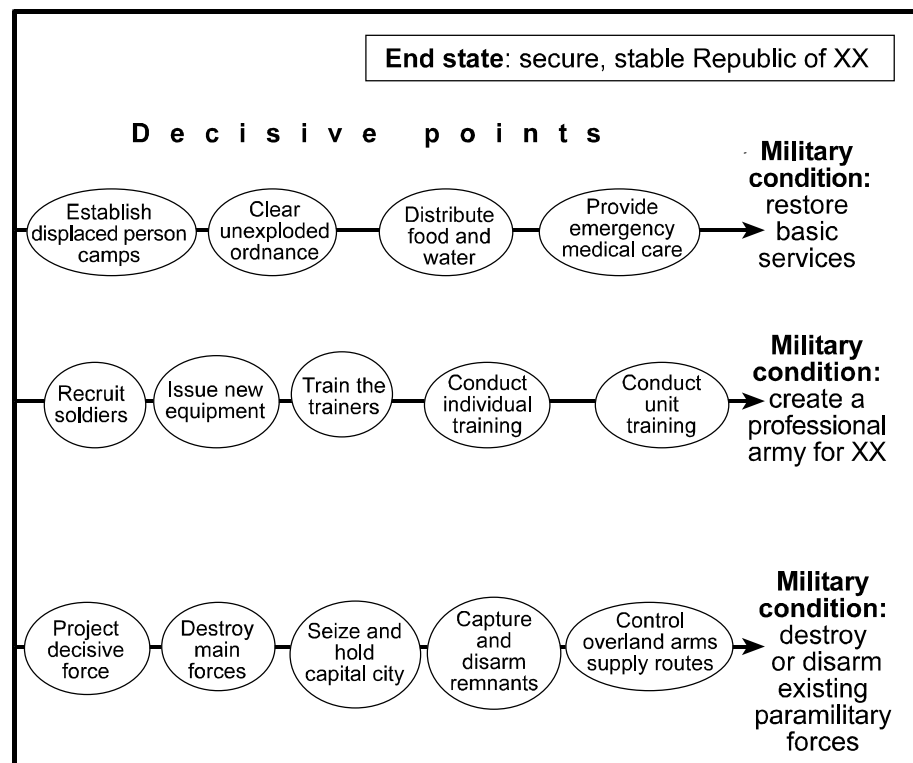 End state: secure, stable Republic of XX
Decisive points
Establish
displaced person
camps
Clear
unexploded
ordnance
Distribute
food and
water
Provide
emergency
medical care
Military
condition:
restore
basic
services
Recruit
soldiers
Issue new
equipment
Train the
trainers
Conduct
individual
training
Conduct
unit
training
Military
condition:
create a
professional
army for XX
Project
decisive
force
Destroy
main
forces
Seize and
hold
capital city
Capture
and
disarm
remnants
Control
overland arms
supply routes
Military
condition:
destroy
or disarm
existing
paramilitary
forces